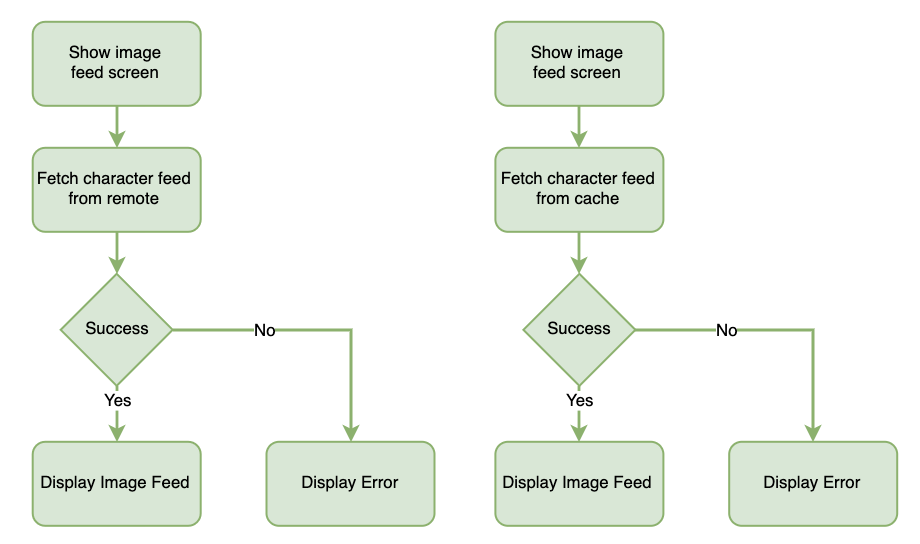 Show image
feed screen
Fetch character feed
from remote
Success
No
Yes
Display Image Feed
Display Error
Show image
feed screen
Fetch character feed
from cache
Success
No
Yes
Display Image Feed
Display Error